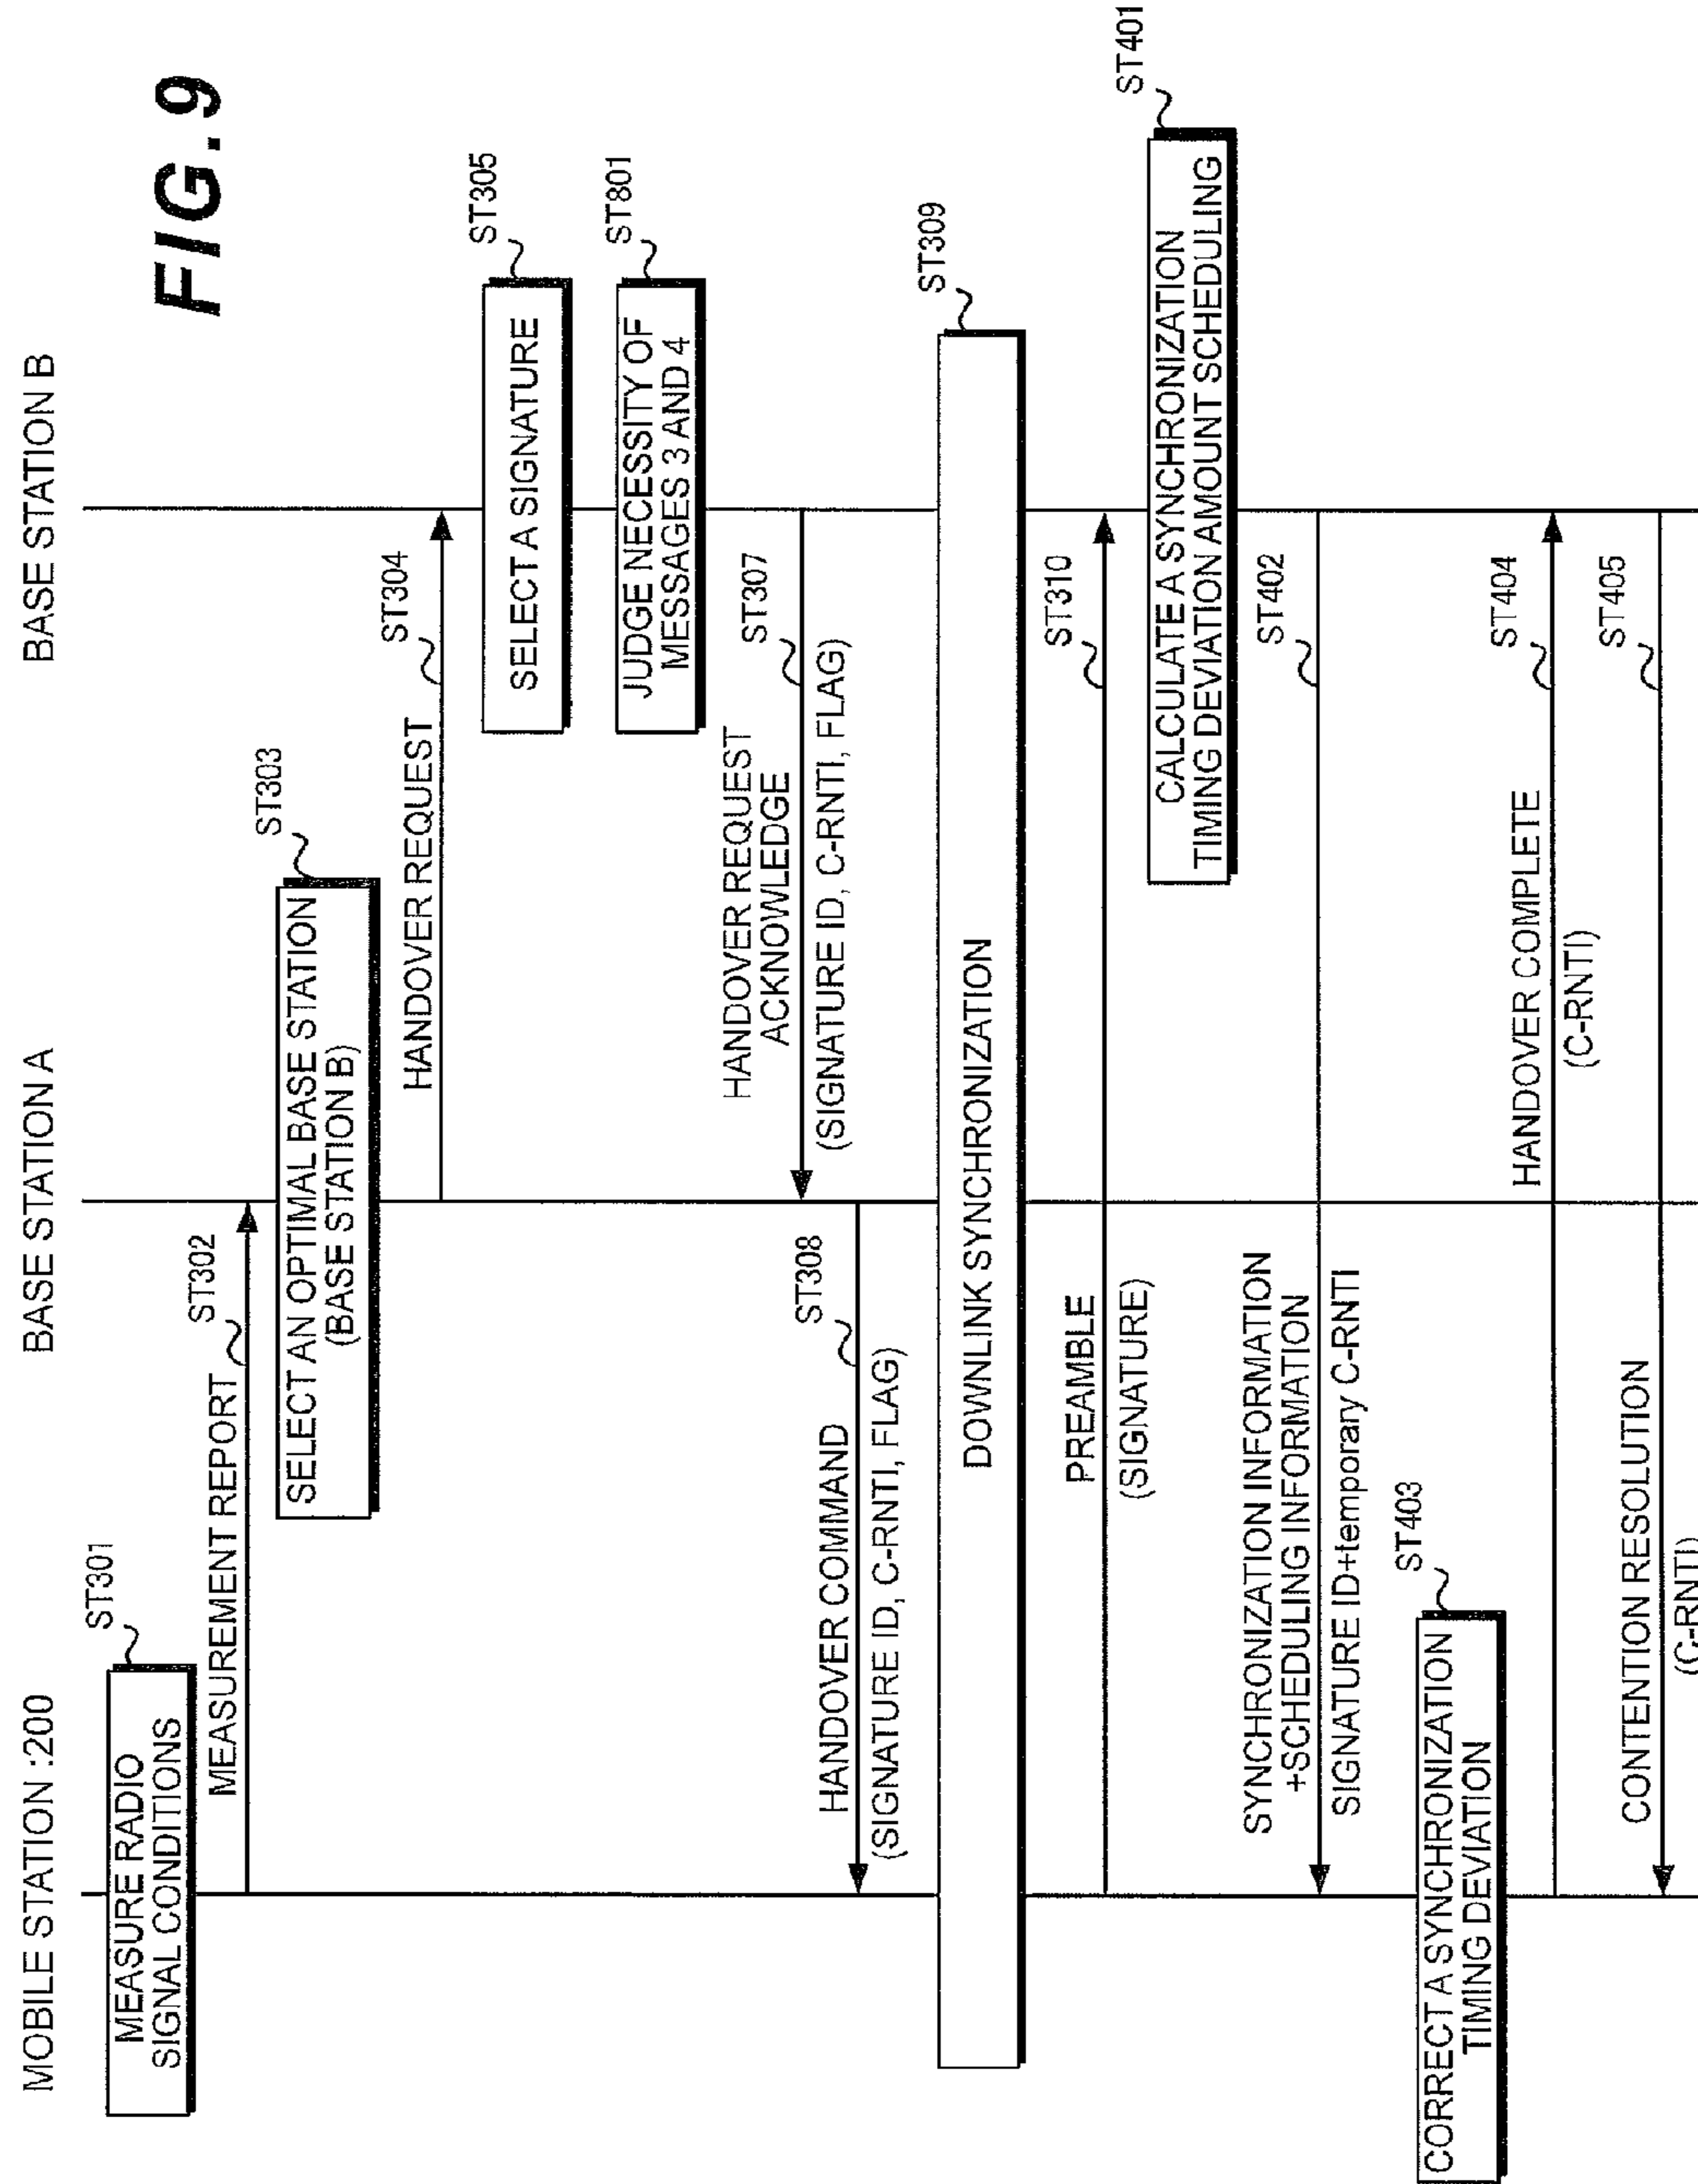 FIG.9
MOBILE STATION :200
BASE STATION A
BASE STATION B
ST301
MEASURE RADIO
SIGNAL CONDITIONS
MEASUREMENT REPORT
ST302
ST303
SELECT AN OPTIMAL BASE STATION
(BASE STATION B)
HANDOVER REQUEST
ST304
ST305
SELECT A SIGNATURE
ST801
JUDGE NECESSITY OF
MESSAGES 3 AND 4
HANDOVER REQUEST
ACKNOWLEDGE
ST307
(SIGNATURE ID, C-RNTI, FLAG)
HANDOVER COMMAND
ST308
(SIGNATURE ID, C-RNTI, FLAG)
ST309
DOWNLINK SYNCHRONIZATION
PREAMBLE
ST310
(SIGNATURE)
ST401
CALCULATE A SYNCHRONIZATION
TIMING DEVIATION AMOUNT SCHEDULING
SYNCHRONIZATION INFORMATION
+SCHEDULING INFORMATION
ST402
SIGNATURE ID+temporary C-RNTI
ST403
CORRECT A SYNCHRONIZATION
TIMING DEVIATION
HANDOVER COMPLETE
ST404
(C-RNTI)
CONTENTION RESOLUTION
ST405
(C-RNTI)